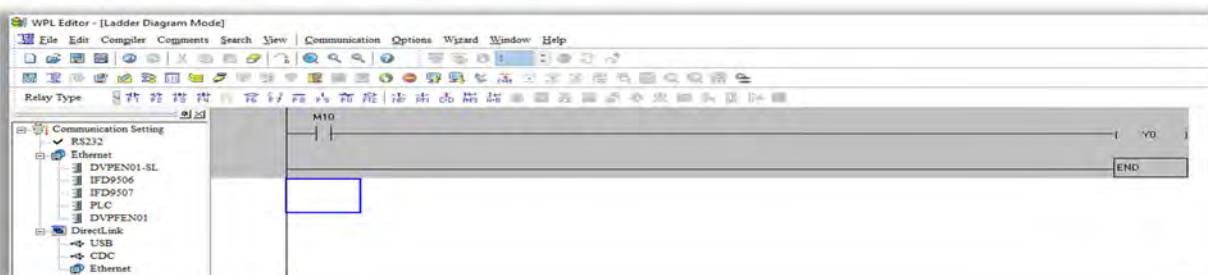 WPL Editor - [Ladder Diagram Mode]
File Edit Compiler Comments Search View Communication Options Wizard Window Help
Relay Type
M10
Y0
END
Communication Setting
RS232
Ethernet
DVPEN01-SL
IFD9506
IFD9507
PLC
DVPFEN01
DirectLink
USB
CDC
Ethernet